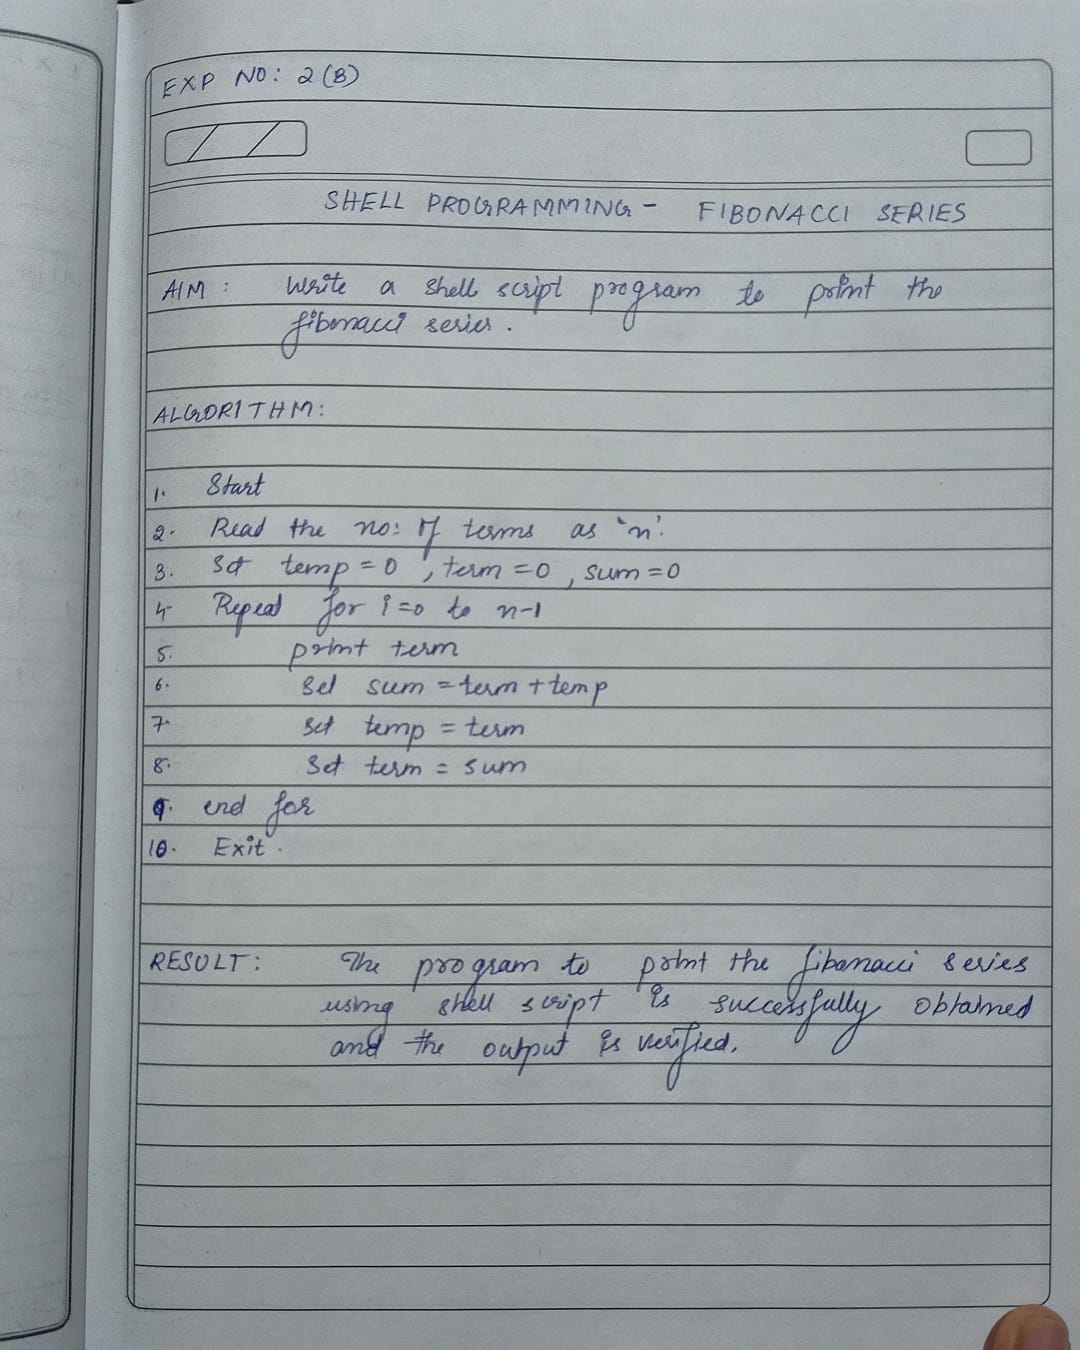 EXP NO: 2(B)
SHELL PROGRAMMING - FIBONACCI SERIES
AIM : Write a shell script program to print the
fibonacci series.
ALGORITHM:
1. Start
2. Read the no: of terms as 'n'.
3. Set temp = 0 , term = 0 , sum = 0
4. Repeat for i = 0 to n-1
5. print term
6. Set sum = term + temp
7. Set temp = term
8. Set term = sum
9. end for
10. Exit.
RESULT: The program to print the fibonacci series
using shell script is successfully obtained
and the output is verified.